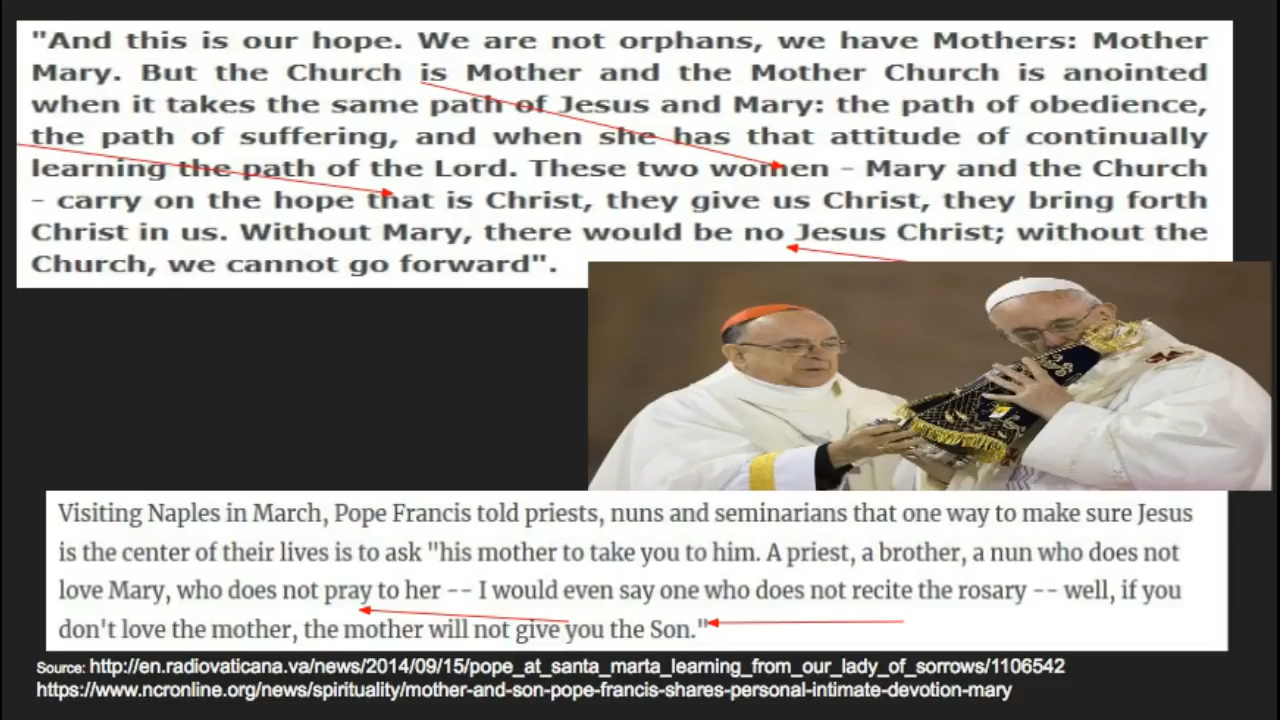 "And this is our hope. We are not orphans, we have Mothers: Mother
Mary. But the Church is Mother and the Mother Church is anointed
when it takes the same path of Jesus and Mary: the path of obedience,
the path of suffering, and when she has that attitude of continually
learning the path of the Lord. These two women - Mary and the Church
- carry on the hope that is Christ, they give us Christ, they bring forth
Christ in us. Without Mary, there would be no Jesus Christ; without the
Church, we cannot go forward".
Visiting Naples in March, Pope Francis told priests, nuns and seminarians that one way to make sure Jesus
is the center of their lives is to ask "his mother to take you to him. A priest, a brother, a nun who does not
love Mary, who does not pray to her -- I would even say one who does not recite the rosary -- well, if you
don't love the mother, the mother will not give you the Son."
Source: http://en.radiovaticana.va/news/2014/09/15/pope_at_santa_marta_learning_from_our_lady_of_sorrows/1106542
https://www.ncronline.org/news/spirituality/mother-and-son-pope-francis-shares-personal-intimate-devotion-mary